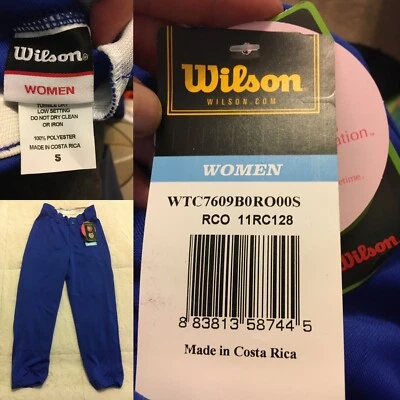 Wilson
WOMEN
TUMBLE DRY
LOW SETTING
DO NOT DRY CLEAN
OR IRON
100% POLYESTER
MADE IN COSTA RICA
S
Wilson
WILSON.COM
WOMEN
WTC7609B0RO00S
RCO 11RC128
8 83813 58744 5
Made in Costa Rica
Wilson